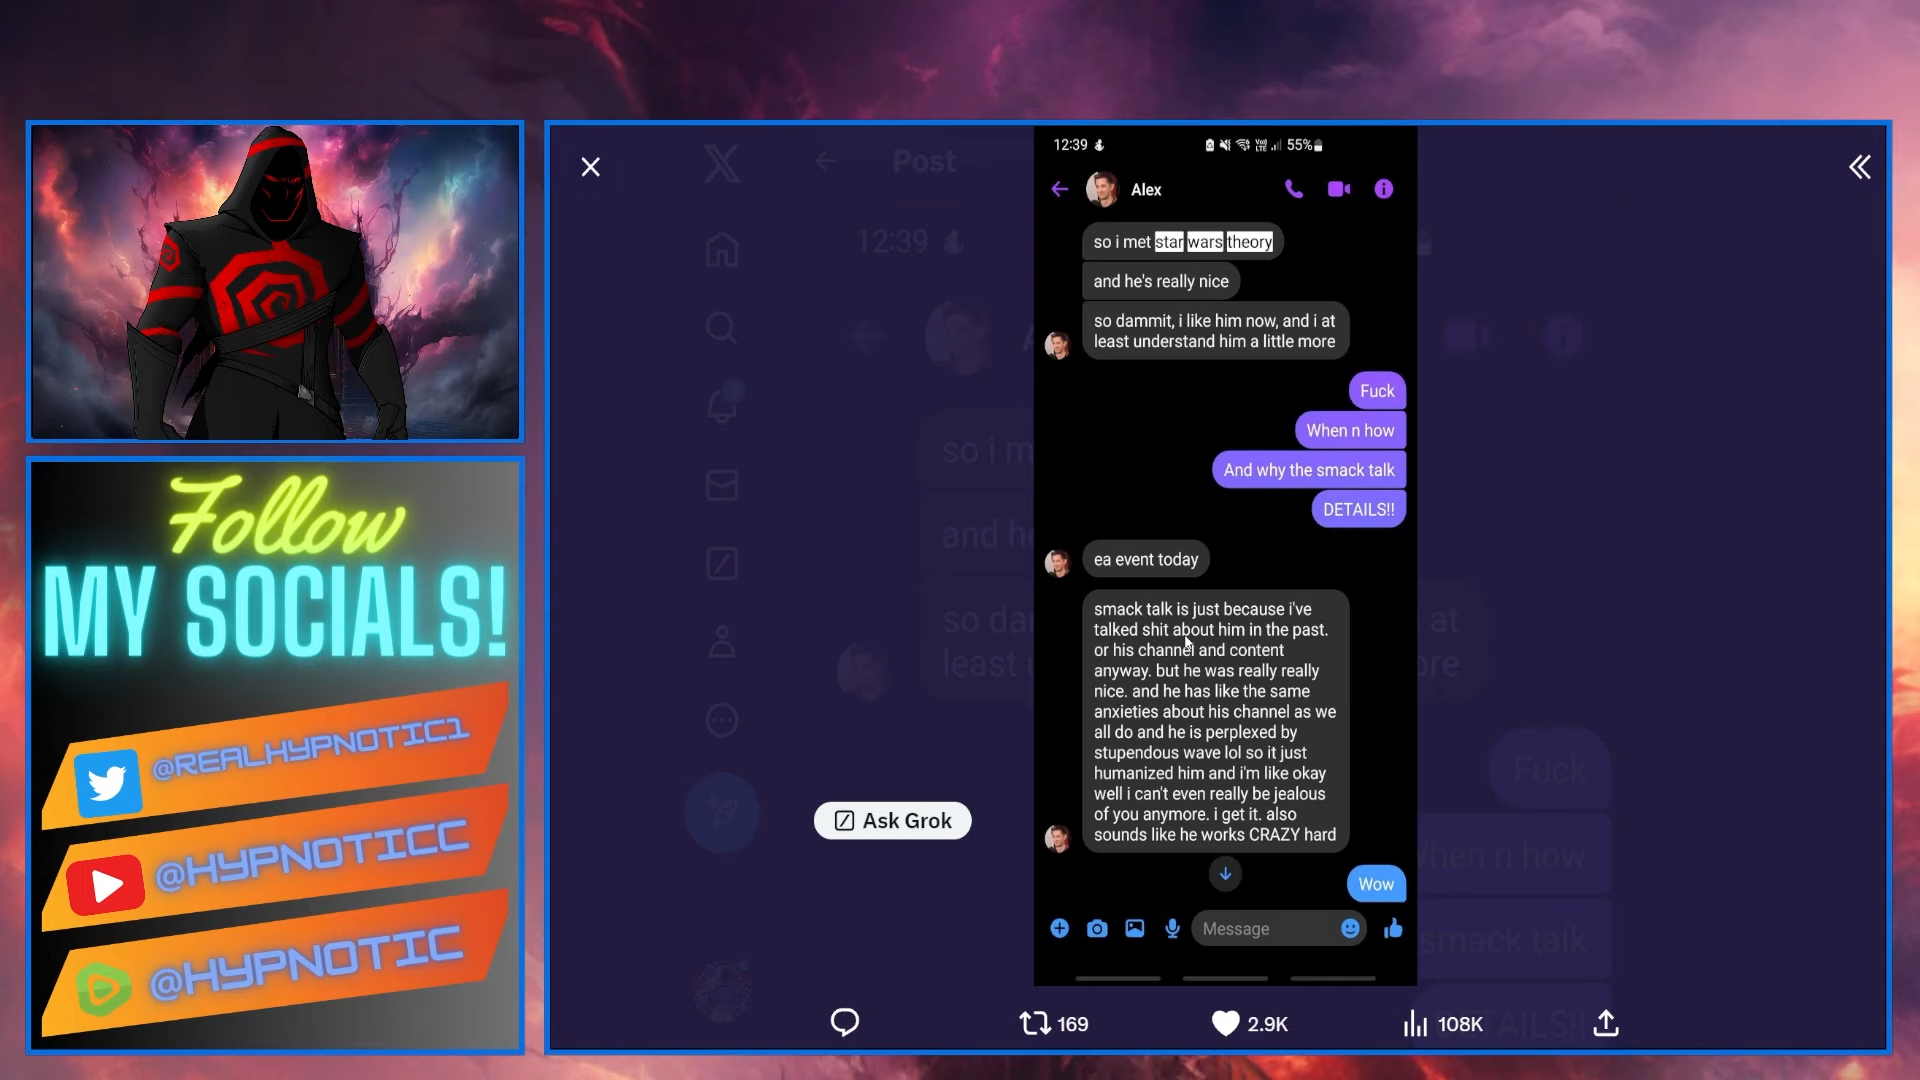 Follow
MY SOCIALS!
@REALHYPNOTIC1
@HYPNOTICC
@HYPNOTIC
Post
12:39
12:39
55%
Alex
so i met star wars theory
and he's really nice
so dammit, i like him now, and i at
least understand him a little more
Fuck
When n how
And why the smack talk
DETAILS!!
ea event today
smack talk is just because i've
talked shit about him in the past.
or his channel and content
anyway. but he was really really
nice. and he has like the same
anxieties about his channel as we
all do and he is perplexed by
stupendous wave lol so it just
humanized him and i'm like okay
well i can't even really be jealous
of you anymore. i get it. also
sounds like he works CRAZY hard
Wow
Message
Ask Grok
169
2.9K
108K